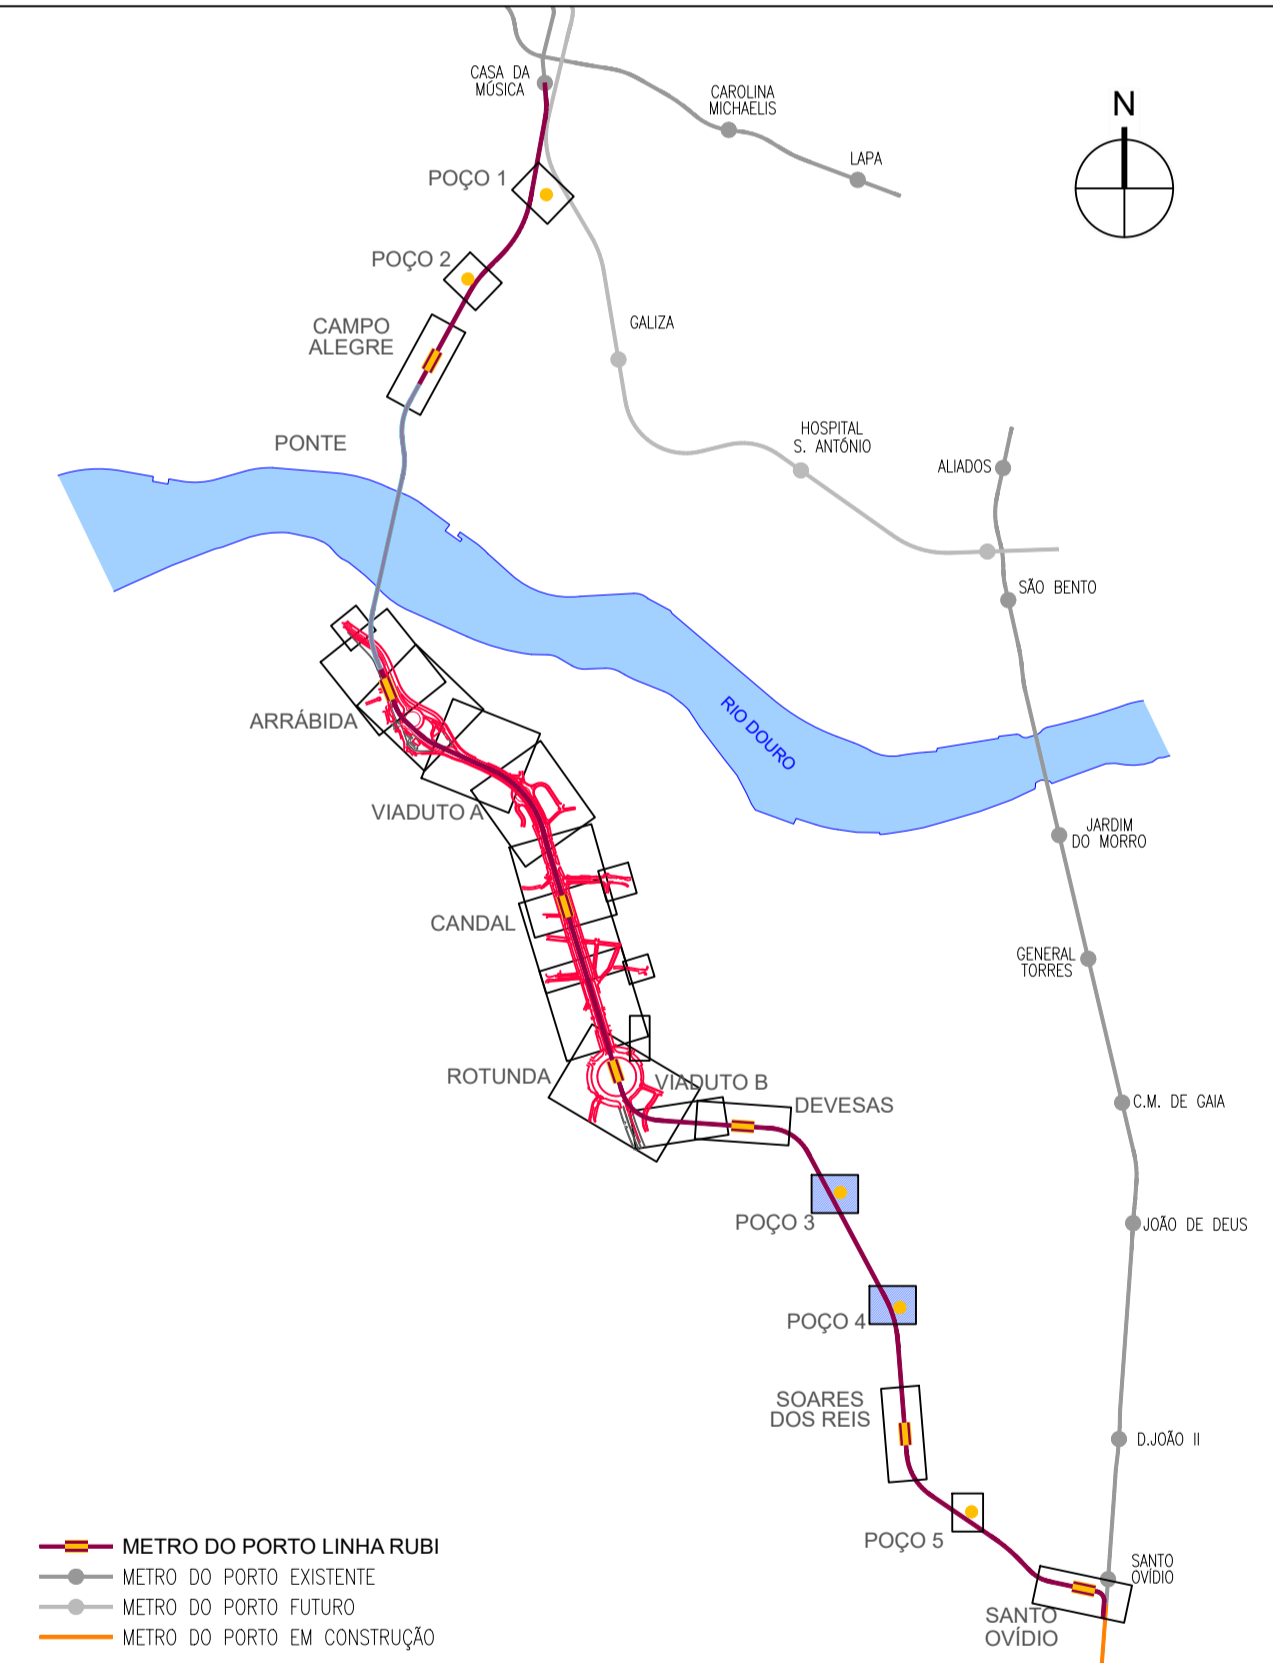 CASA DA
MÚSICA
CAROLINA
MICHAELIS
N
LAPA
POÇO 1
POÇO 2
CAMPO
ALEGRE
GALIZA
PONTE
HOSPITAL
S. ANTÓNIO
ALIADOS
SÃO BENTO
ARRÁBIDA
RIO DOURO
VIADUTO A
JARDIM
DO MORRO
CANDAL
GENERAL
TORRES
ROTUNDA
VIADUTO B
DEVESAS
C.M. DE GAIA
POÇO 3
JOÃO DE DEUS
POÇO 4
SOARES
DOS REIS
D.JOÃO II
POÇO 5
SANTO
OVÍDIO
SANTO
OVÍDIO
METRO DO PORTO LINHA RUBI
METRO DO PORTO EXISTENTE
METRO DO PORTO FUTURO
METRO DO PORTO EM CONSTRUÇÃO